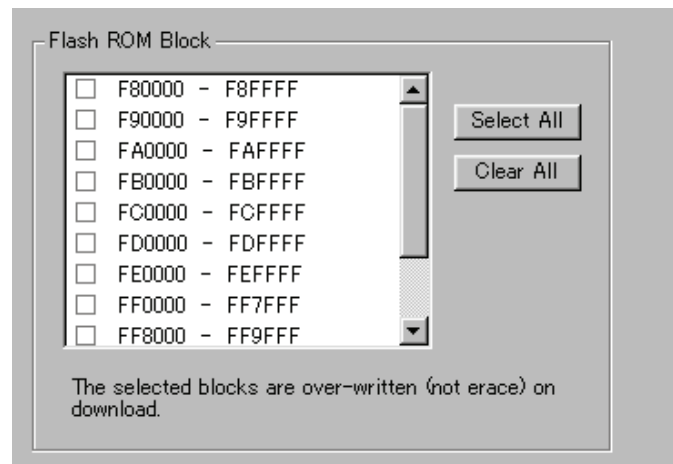 Flash ROM Block
F80000 - F8FFFF
F90000 - F9FFFF
FA0000 - FAFFFF
FB0000 - FBFFFF
FC0000 - FCFFFF
FD0000 - FDFFFF
FE0000 - FEFFFF
FF0000 - FF7FFF
FF8000 - FF9FFF
Select All
Clear All
The selected blocks are over-written (not erace) on
download.